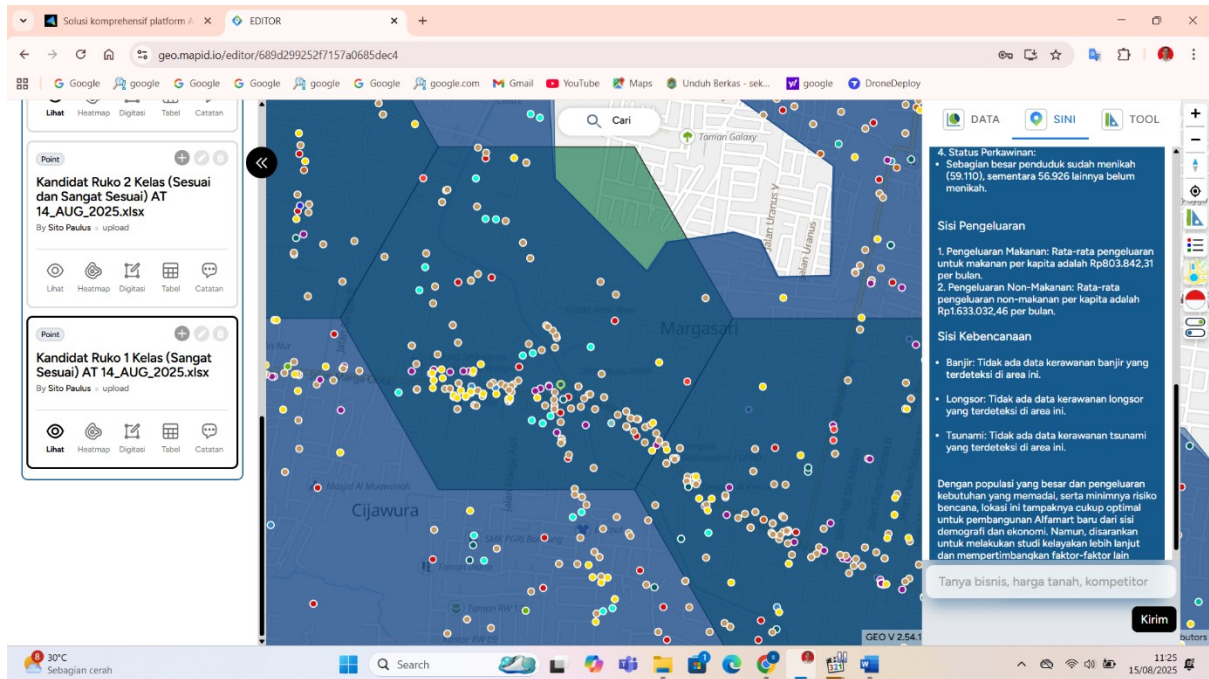 Solusi komprehensif platform A
EDITOR
geo.mapid.io/editor/689d299252f7157a0685dec4
Google
google
Google
Google
google
Google
google.com
Gmail
YouTube
Maps
Unduh Berkas - sek...
google
DroneDeploy
Lihat
Heatmap
Digitasi
Tabel
Catatan
Point
Kandidat Ruko 2 Kelas (Sesuai
dan Sangat Sesuai) AT
14_AUG_2025.xlsx
By Sito Paulus
upload
Lihat
Heatmap
Digitasi
Tabel
Catatan
Point
Kandidat Ruko 1 Kelas (Sangat
Sesuai) AT 14_AUG_2025.xlsx
By Sito Paulus
upload
Lihat
Heatmap
Digitasi
Tabel
Catatan
Cari
Taman Galaxy
Jalan Uranus V
Jalan Uranus
Margasari
Cijawura
Masjid Al Muawanah
SMK PGRI
DATA
SINI
TOOL
4. Status Perkawinan:
• Sebagian besar penduduk sudah menikah
(59.110), sementara 56.926 lainnya belum
menikah.
Sisi Pengeluaran
1. Pengeluaran Makanan: Rata-rata pengeluaran
untuk makanan per kapita adalah Rp803.842,31
per bulan.
2. Pengeluaran Non-Makanan: Rata-rata
pengeluaran non-makanan per kapita adalah
Rp1.633.032,46 per bulan.
Sisi Kebencanaan
• Banjir: Tidak ada data kerawanan banjir yang
terdeteksi di area ini.
• Longsor: Tidak ada data kerawanan longsor
yang terdeteksi di area ini.
• Tsunami: Tidak ada data kerawanan tsunami
yang terdeteksi di area ini.
Dengan populasi yang besar dan pengeluaran
kebutuhan yang memadai, serta minimnya risiko
bencana, lokasi ini tampaknya cukup optimal
untuk pembangunan Alfamart baru dari sisi
demografi dan ekonomi. Namun, disarankan
untuk melakukan studi kelayakan lebih lanjut
dan mempertimbangkan faktor-faktor lain
Tanya bisnis, harga tanah, kompetitor
Kirim
GEO V 2.54.1
butors
8
30°C
Sebagian cerah
Search
11:25
15/08/2025